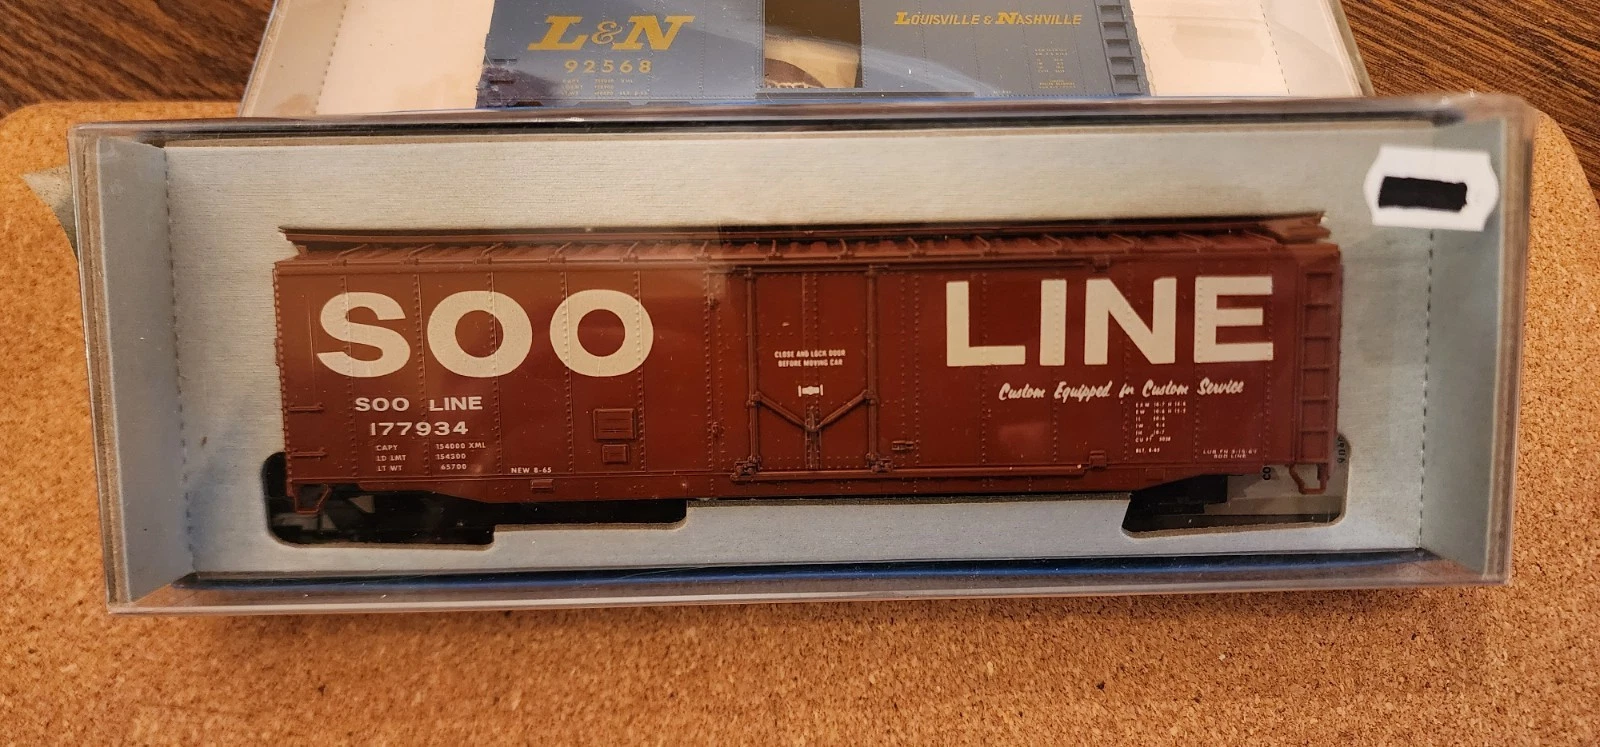 L&N
92568
LOUISVILLE & NASHVILLE
SOO LINE
SOO LINE
177934
CAPY 154000 XML
LD LMT 154300
LT WT 65700
NEW 8-65
CLOSE AND LOCK DOOR
BEFORE MOVING CAR
Custom Equipped for Custom Service
SOO LINE